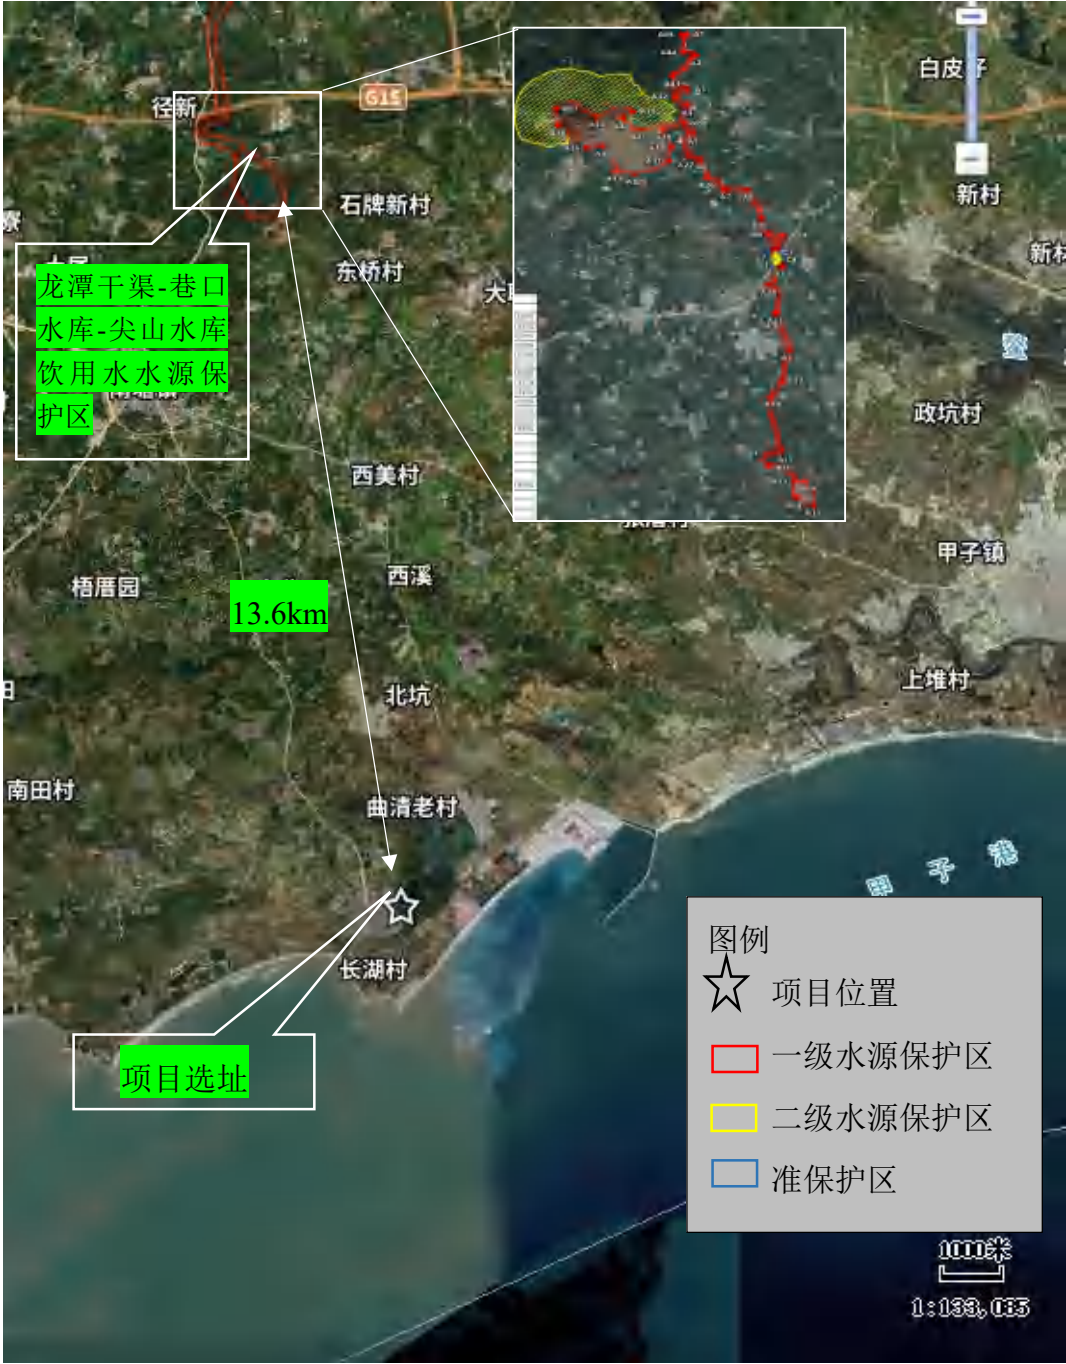 白皮仔
径新
G15
新村
石牌新村
寮
新村
东桥村
龙潭干渠-巷口
水库-尖山水库
饮用水水源保
护区
政坑村
西美村
甲子镇
西溪
梧厝园
13.6km
上堆村
北坑
田
南田村
曲清老村
甲子港
长湖村
项目选址
图例
项目位置
一级水源保护区
二级水源保护区
准保护区
1000米
1:133,085